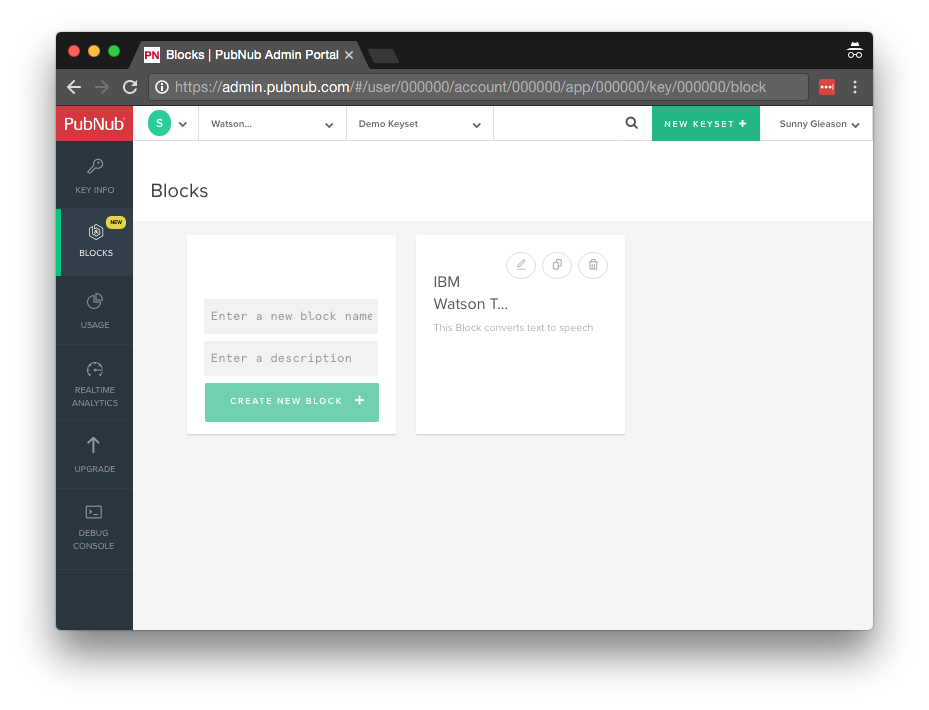 PN Blocks | PubNub Admin Portal
https://admin.pubnub.com/#/user/000000/account/000000/app/000000/key/000000/block
PubNub
S
Watson...
Demo Keyset
NEW KEYSET +
Sunny Gleason
KEY INFO
NEW
BLOCKS
USAGE
REALTIME
ANALYTICS
UPGRADE
DEBUG
CONSOLE
Blocks
Enter a new block name
Enter a description
CREATE NEW BLOCK +
IBM
Watson T...
This Block converts text to speech